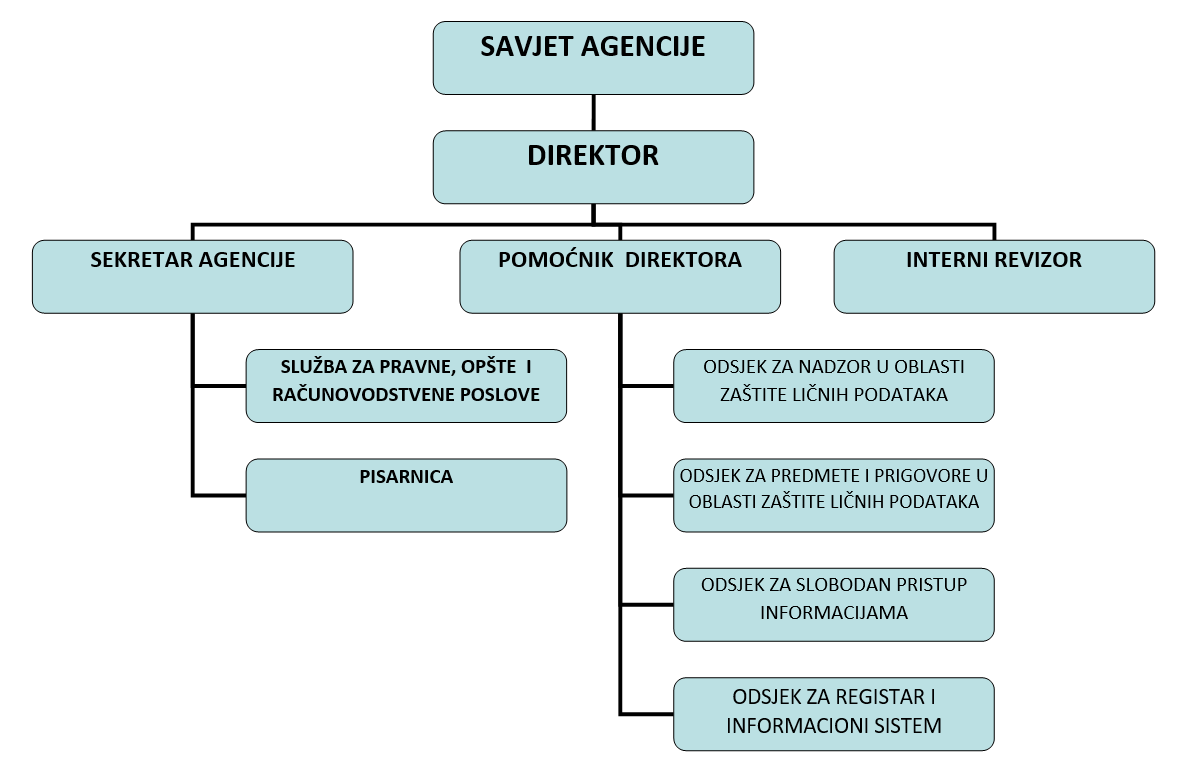 SAVJET AGENCIJE
DIREKTOR
SEKRETAR AGENCIJE
POMOĆNIK DIREKTORA
INTERNI REVIZOR
SLUŽBA ZA PRAVNE, OPŠTE I
RAČUNOVODSTVENE POSLOVE
PISARNICA
ODSJEK ZA NADZOR U OBLASTI
ZAŠTITE LIČNIH PODATAKA
ODSJEK ZA PREDMETE I PRIGOVORE U
OBLASTI ZAŠTITE LIČNIH PODATAKA
ODSJEK ZA SLOBODAN PRISTUP
INFORMACIJAMA
ODSJEK ZA REGISTAR I
INFORMACIONI SISTEM